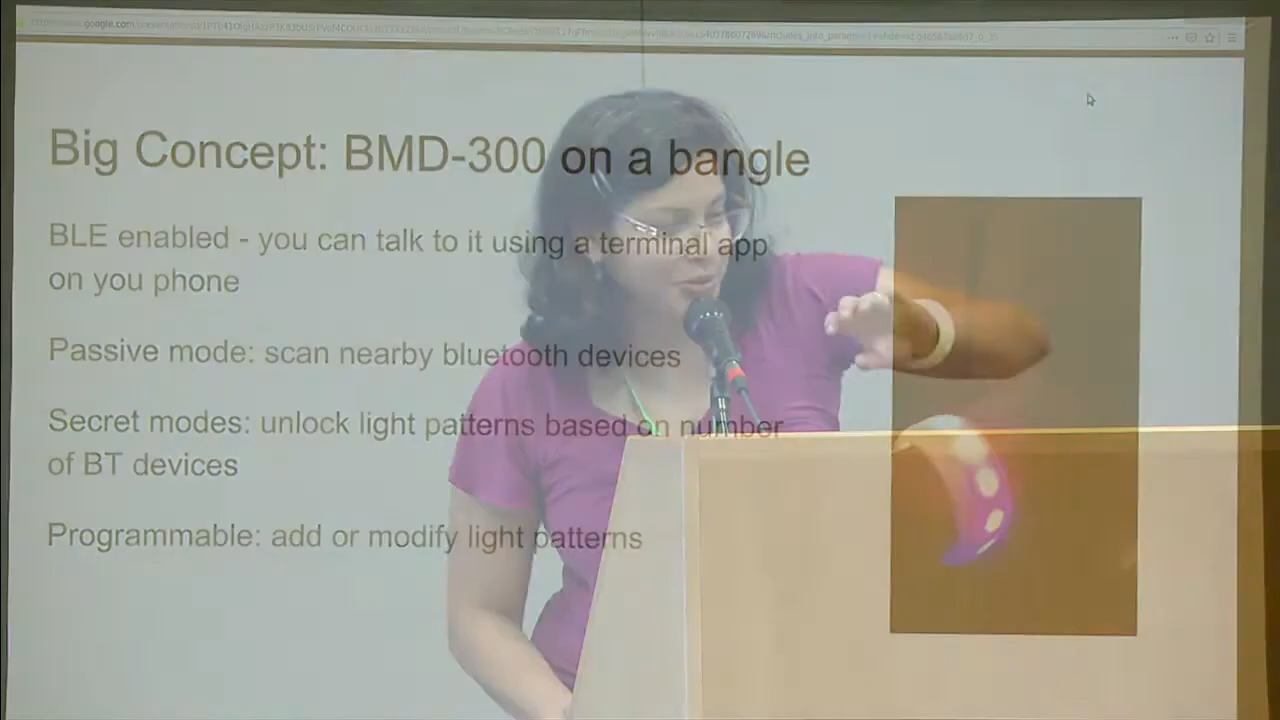 google.com
Big Concept: BMD-300 on a bangle
BLE enabled - you can talk to it using a terminal app
on you phone
Passive mode: scan nearby bluetooth devices
Secret modes: unlock light patterns based on number
of BT devices
Programmable: add or modify light patterns